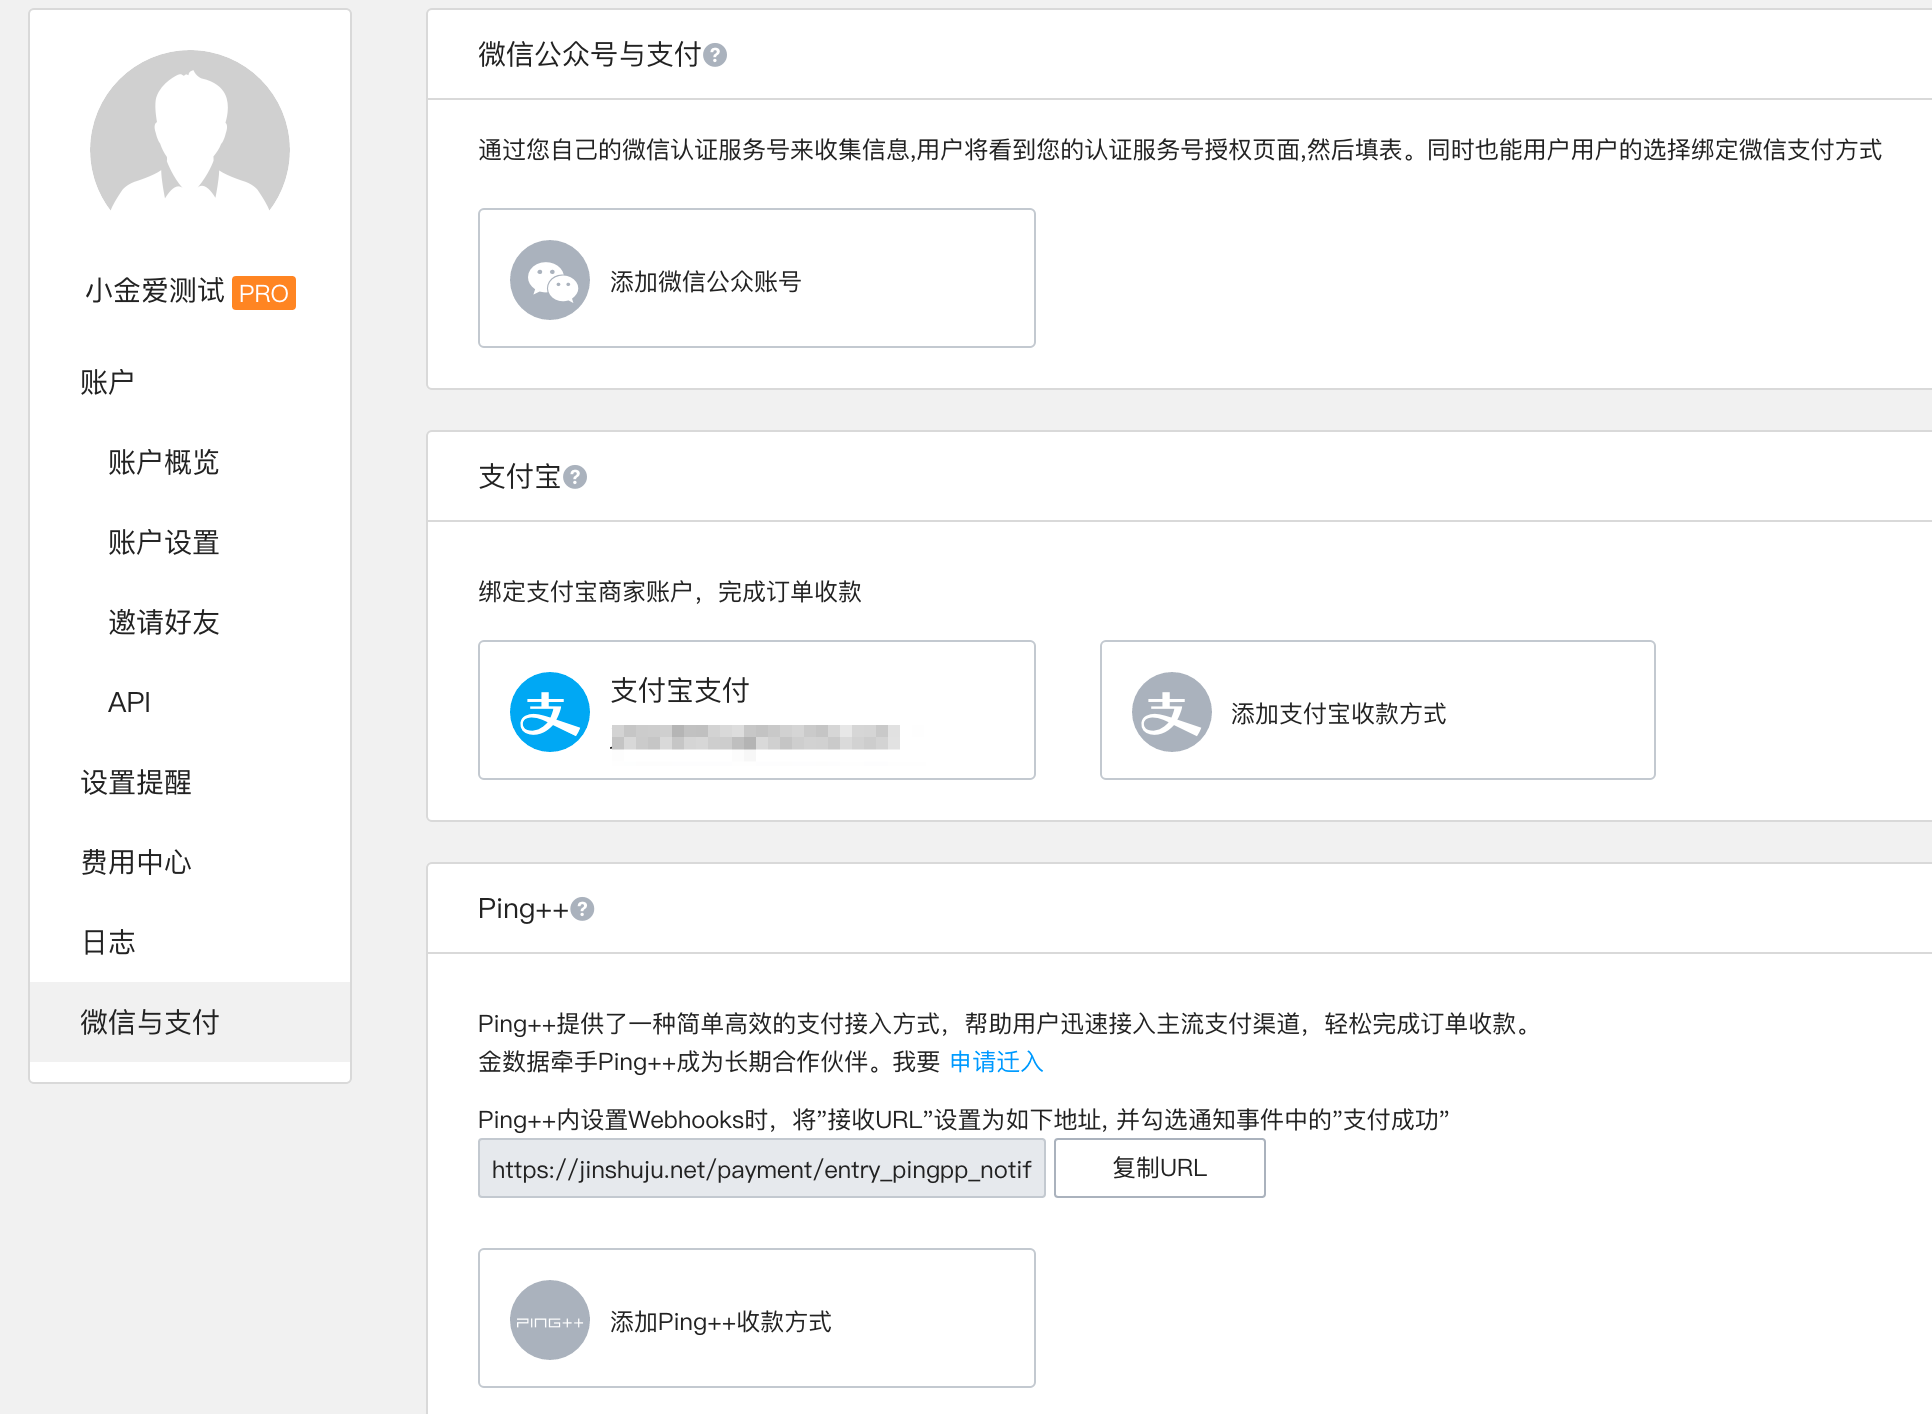 小金爱测试 PRO
账户
账户概览
账户设置
邀请好友
API
设置提醒
费用中心
日志
微信与支付
微信公众号与支付
通过您自己的微信认证服务号来收集信息,用户将看到您的认证服务号授权页面,然后填表。同时也能用户用户的选择绑定微信支付方式
添加微信公众账号
支付宝
绑定支付宝商家账户，完成订单收款
支付宝支付
添加支付宝收款方式
Ping++
Ping++提供了一种简单高效的支付接入方式，帮助用户迅速接入主流支付渠道，轻松完成订单收款。
金数据牵手Ping++成为长期合作伙伴。我要 申请迁入
Ping++内设置Webhooks时，将”接收URL”设置为如下地址, 并勾选通知事件中的”支付成功”
https://jinshuju.net/payment/entry_pingpp_notif
复制URL
PING++
添加Ping++收款方式